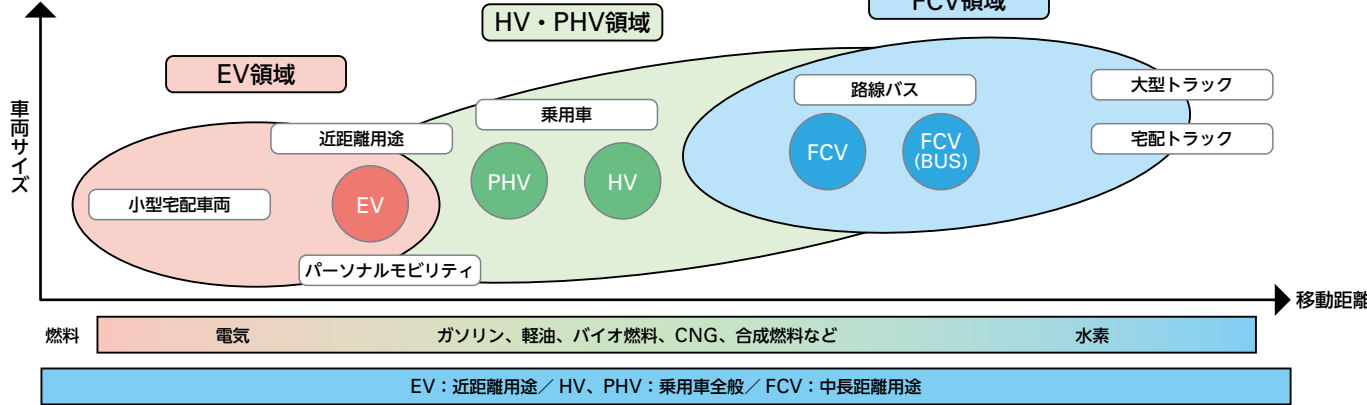 FCV領域
HV・PHV領域
EV領域
車両サイズ
大型トラック
路線バス
乗用車
近距離用途
宅配トラック
FCV
FCV
(BUS)
PHV
HV
EV
小型宅配車両
パーソナルモビリティ
移動距離
燃料
電気
ガソリン、軽油、バイオ燃料、CNG、合成燃料など
水素
EV：近距離用途／HV、PHV：乗用車全般／FCV：中長距離用途